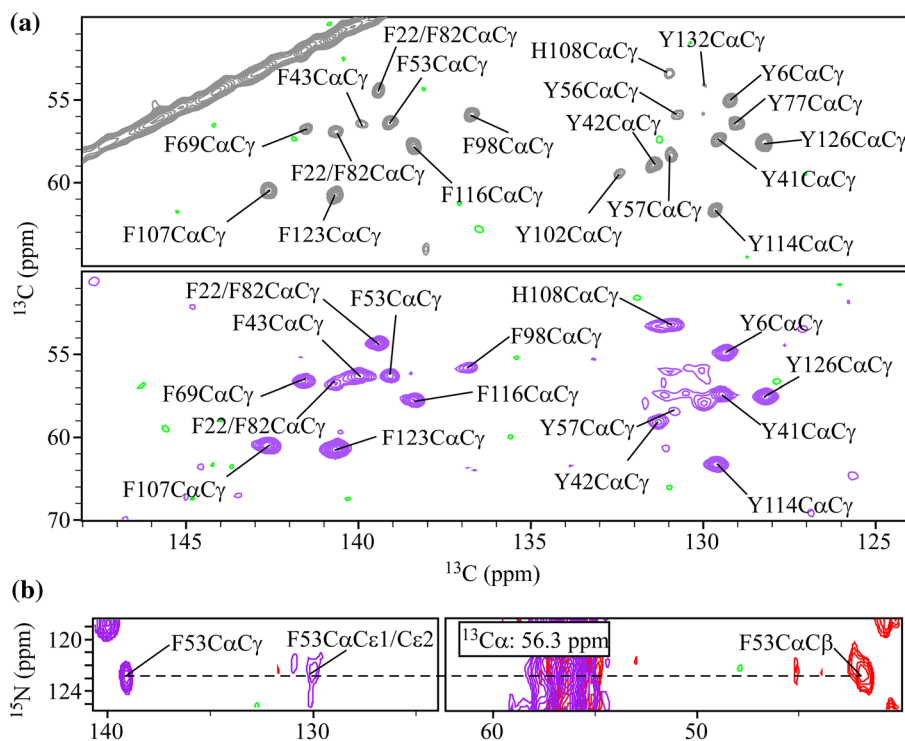 (a)
F22/F82CαCγ
F43CαCγ
F53CαCγ
H108CαCγ
Y132CαCγ
Y56CαCγ
Y6CαCγ
Y42CαCγ
Y77CαCγ
F69CαCγ
F98CαCγ
Y126CαCγ
F22/F82CαCγ
F116CαCγ
Y41CαCγ
F107CαCγ
F123CαCγ
Y102CαCγ
Y57CαCγ
Y114CαCγ
55
60
¹³C (ppm)
F22/F82CαCγ
F53CαCγ
H108CαCγ
F43CαCγ
F98CαCγ
Y6CαCγ
F69CαCγ
F116CαCγ
Y126CαCγ
F22/F82CαCγ
F123CαCγ
Y57CαCγ
Y41CαCγ
F107CαCγ
Y42CαCγ
Y114CαCγ
55
60
70
145 140 135 130 125
¹³C (ppm)
(b)
¹⁵N (ppm)
120
124
F53CαCγ
F53CαCε1/Cε2
¹³Cα: 56.3 ppm
F53CαCβ
140 130 60 50